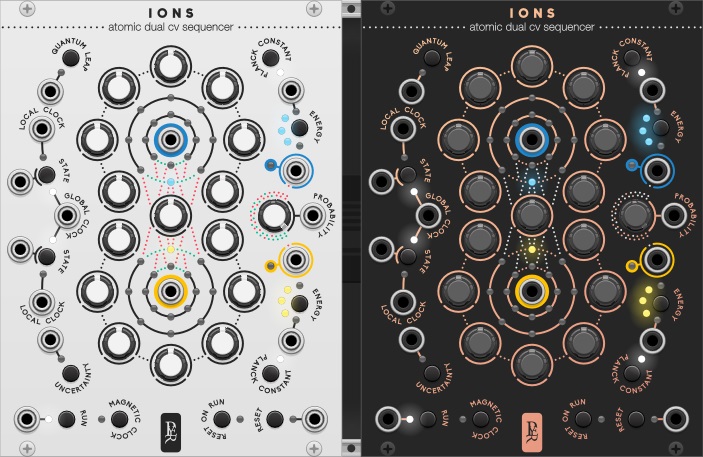 IONS
atomic dual cv sequencer
QUANTUM LEAP
PLANCK CONSTANT
LOCAL CLOCK
ENERGY
STATE
GLOBAL CLOCK
PROBABILITY
STATE
LOCAL CLOCK
ENERGY
UNCERTAINTY
PLANCK CONSTANT
RUN
MAGNETIC CLOCK
RESET ON RUN
RESET
IONS
atomic dual cv sequencer
QUANTUM LEAP
PLANCK CONSTANT
LOCAL CLOCK
ENERGY
STATE
GLOBAL CLOCK
PROBABILITY
STATE
LOCAL CLOCK
ENERGY
UNCERTAINTY
PLANCK CONSTANT
RUN
MAGNETIC CLOCK
RESET ON RUN
RESET